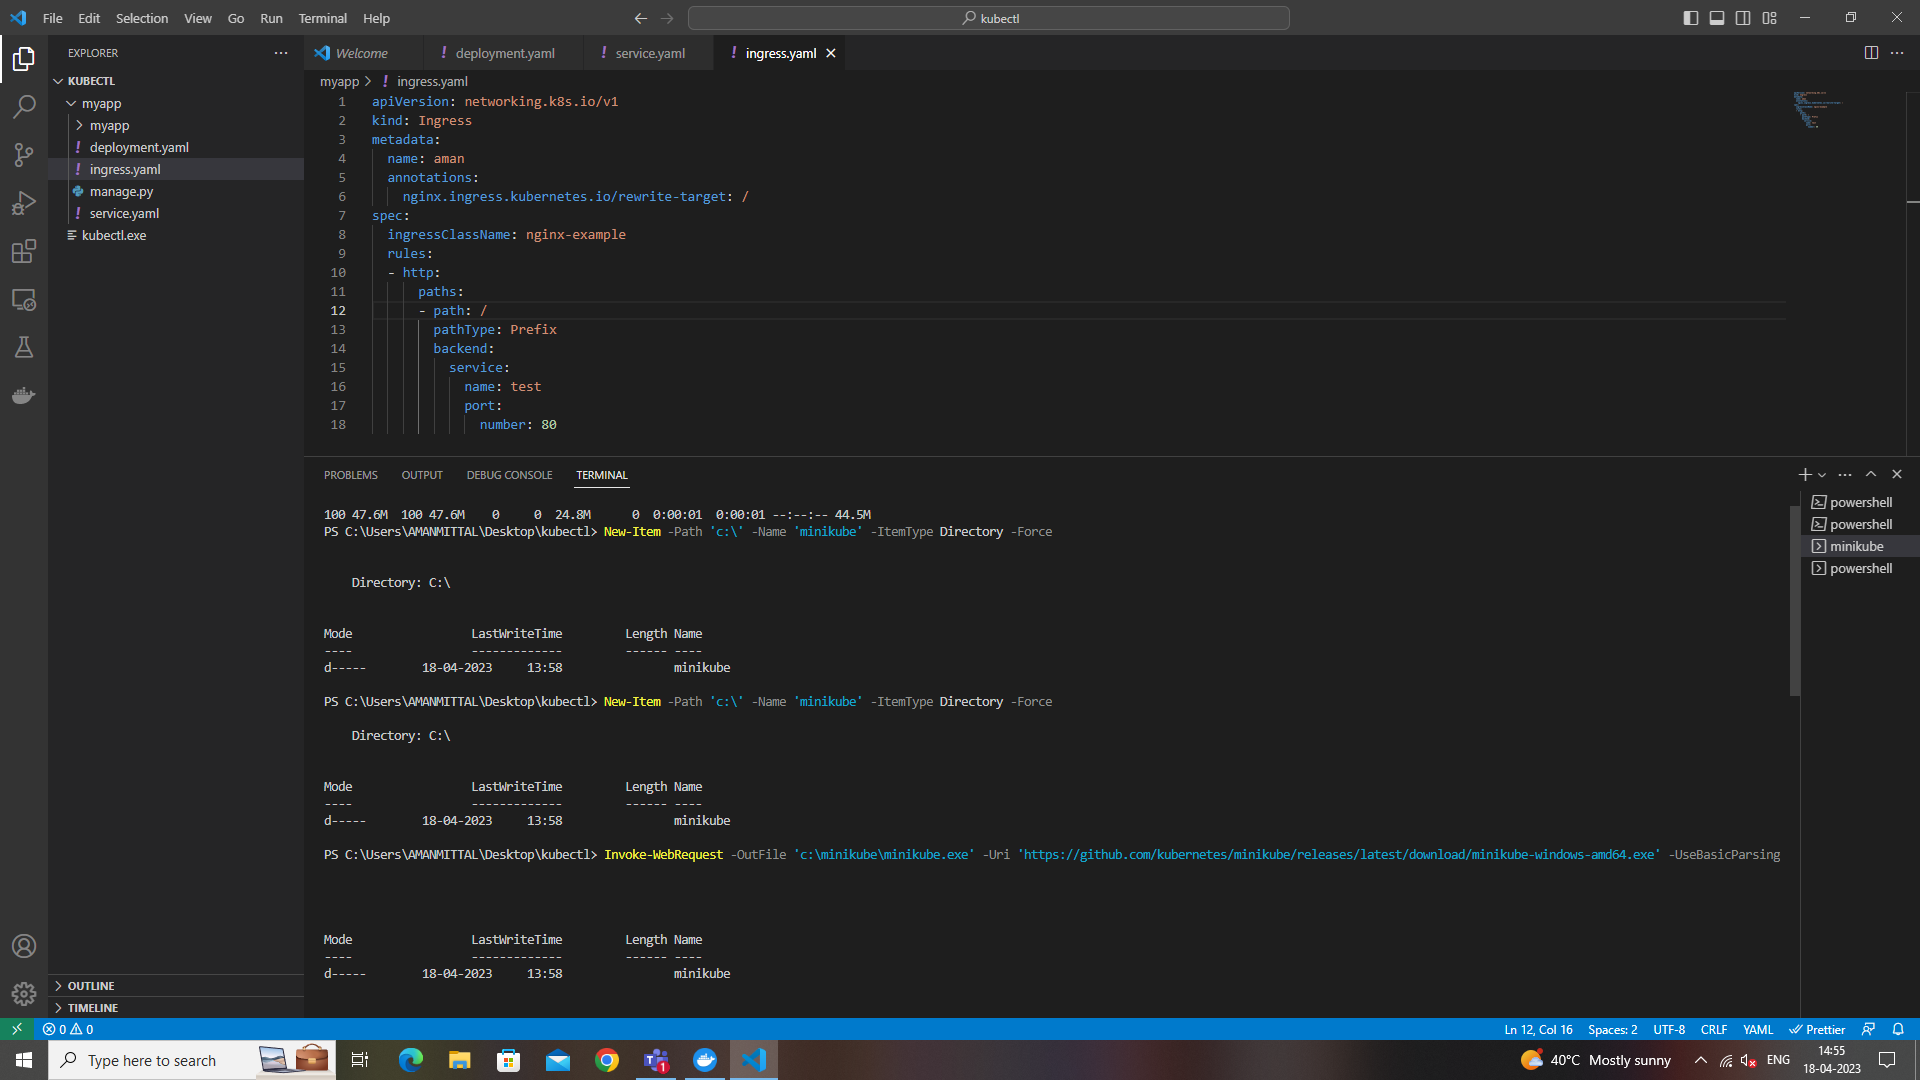 File Edit Selection View Go Run Terminal Help
kubectl
EXPLORER
KUBECTL
myapp
myapp
deployment.yaml
ingress.yaml
manage.py
service.yaml
kubectl.exe
OUTLINE
TIMELINE
Welcome
deployment.yaml
service.yaml
ingress.yaml
myapp > ! ingress.yaml
1 apiVersion: networking.k8s.io/v1
2 kind: Ingress
3 metadata:
4 name: aman
5 annotations:
6 nginx.ingress.kubernetes.io/rewrite-target: /
7 spec:
8 ingressClassName: nginx-example
9 rules:
10 - http:
11 paths:
12 - path: /
13 pathType: Prefix
14 backend:
15 service:
16 name: test
17 port:
18 number: 80
PROBLEMS OUTPUT DEBUG CONSOLE TERMINAL
100 47.6M 100 47.6M 0 0 24.8M 0 0:00:01 0:00:01 --:--:-- 44.5M
PS C:\Users\AMANMITTAL\Desktop\kubectl> New-Item -Path 'c:\' -Name 'minikube' -ItemType Directory -Force
Directory: C:\
Mode LastWriteTime Length Name
---- ------------- ------ ----
d----- 18-04-2023 13:58 minikube
PS C:\Users\AMANMITTAL\Desktop\kubectl> New-Item -Path 'c:\' -Name 'minikube' -ItemType Directory -Force
Directory: C:\
Mode LastWriteTime Length Name
---- ------------- ------ ----
d----- 18-04-2023 13:58 minikube
PS C:\Users\AMANMITTAL\Desktop\kubectl> Invoke-WebRequest -OutFile 'c:\minikube\minikube.exe' -Uri 'https://github.com/kubernetes/minikube/releases/latest/download/minikube-windows-amd64.exe' -UseBasicParsing
Mode LastWriteTime Length Name
---- ------------- ------ ----
d----- 18-04-2023 13:58 minikube
powershell
powershell
minikube
powershell
0 0
Ln 12, Col 16 Spaces: 2 UTF-8 CRLF YAML Prettier
Type here to search
1
40°C Mostly sunny
ENG
14:55
18-04-2023